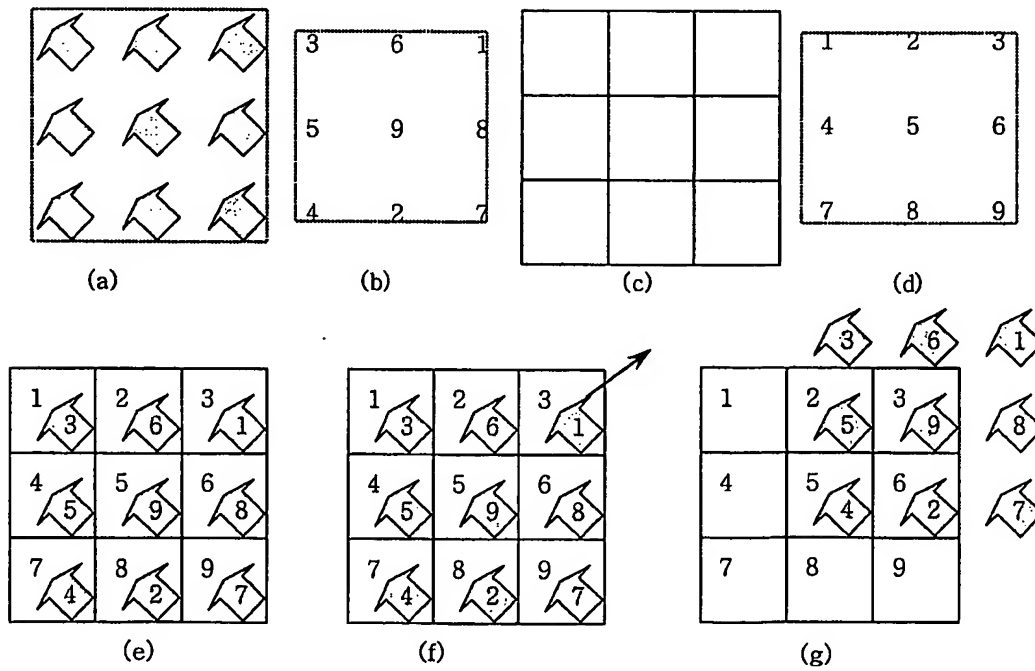 3 6 1
5 9 8
4 2 7
1 2 3
4 5 6
7 8 9
(a) (b) (c) (d)
1 3 2 6 3 1
4 5 5 9 6 8
7 4 8 2 9 7
(e)
1 3 2 6 3 1
4 5 5 9 6 8
7 4 8 2 9 7
(f)
3 6 1
1 2 5 3 9 8
4 5 4 6 2 7
7 8 9
(g)